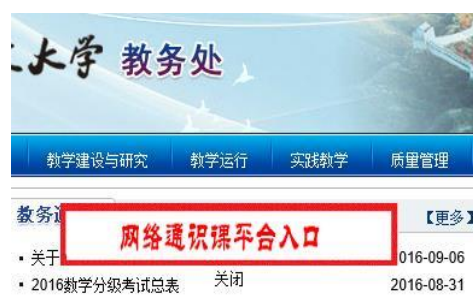 大学 教务处
教学建设与研究 教学运行 实践教学 质量管理
教务 【更多】
网络通识课平台入口
关于 016-09-06
2016数学分级考试总表 关闭 2016-08-31